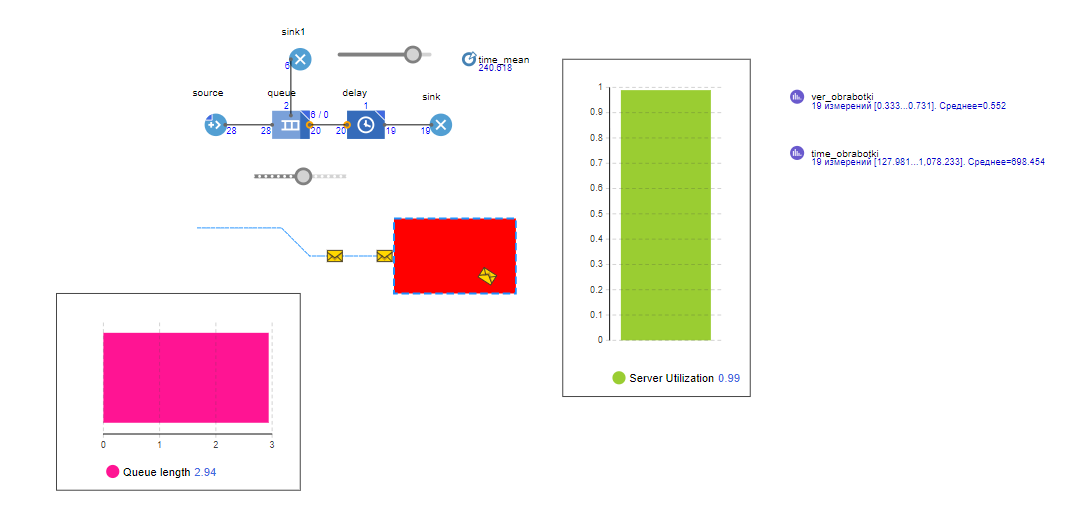 sink1
6
time_mean
240.618
source
queue
delay
sink
2
6 / 0
1
28
28
20
20
19
19
ver_obrabotki
19 измерений [0.333...0.731]. Среднее=0.552
time_obrabotki
19 измерений [127.981...1,078.233]. Среднее=698.454
1
0.9
0.8
0.7
0.6
0.5
0.4
0.3
0.2
0.1
0
Server Utilization 0.99
0 1 2 3
Queue length 2.94